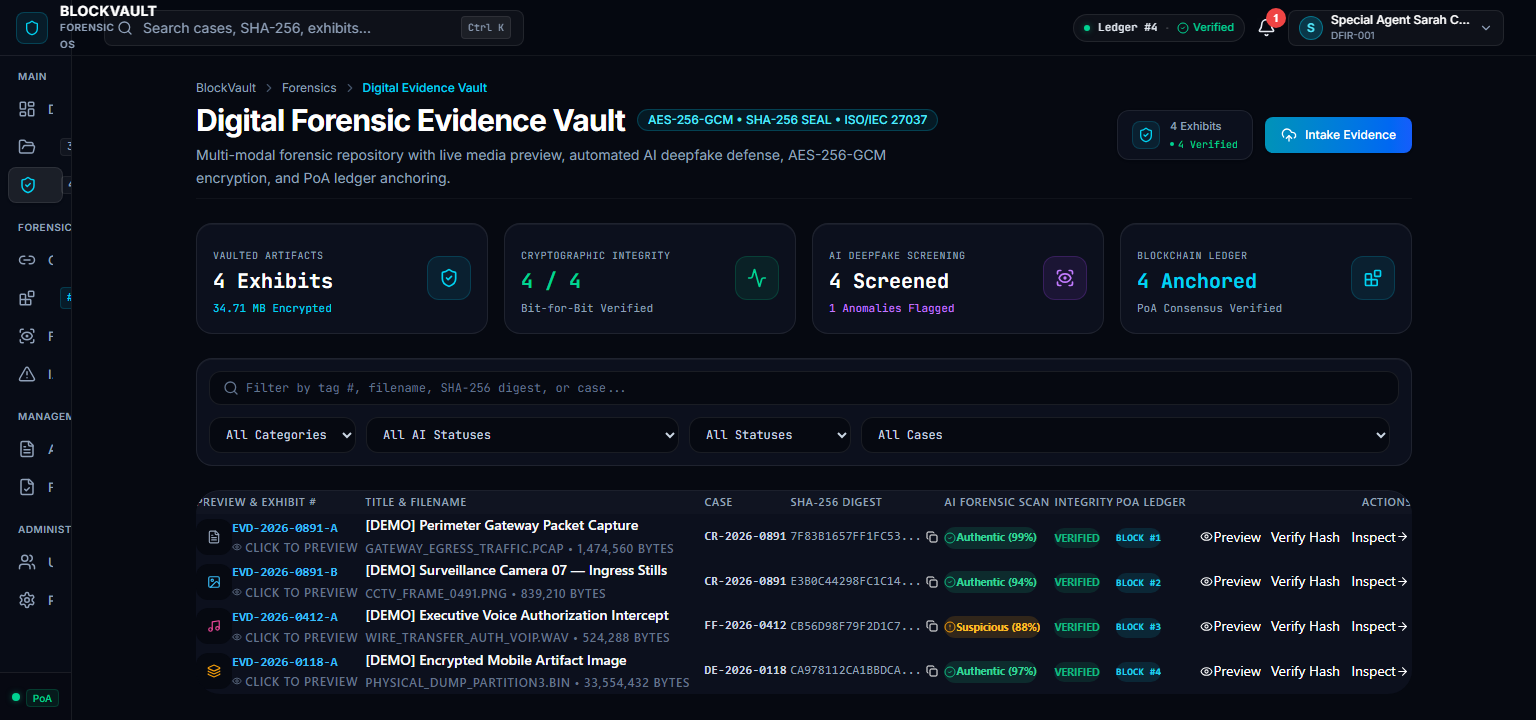 BLOCKVAULT
FORENSIC OS
Search cases, SHA-256, exhibits...
Ctrl K
Ledger #4 · Verified
1
S
Special Agent Sarah C...
DFIR-001
MAIN
3
4
FORENSIC
#
MANAGEM
ADMINIST
PoA
BlockVault > Forensics > Digital Evidence Vault
Digital Forensic Evidence Vault
AES-256-GCM • SHA-256 SEAL • ISO/IEC 27037
Multi-modal forensic repository with live media preview, automated AI deepfake defense, AES-256-GCM
encryption, and PoA ledger anchoring.
4 Exhibits
• 4 Verified
Intake Evidence
VAULTED ARTIFACTS
4 Exhibits
34.71 MB Encrypted
CRYPTOGRAPHIC INTEGRITY
4 / 4
Bit-for-Bit Verified
AI DEEPFAKE SCREENING
4 Screened
1 Anomalies Flagged
BLOCKCHAIN LEDGER
4 Anchored
PoA Consensus Verified
Filter by tag #, filename, SHA-256 digest, or case...
All Categories
All AI Statuses
All Statuses
All Cases
PREVIEW & EXHIBIT # TITLE & FILENAME CASE SHA-256 DIGEST AI FORENSIC SCAN INTEGRITY POA LEDGER ACTIONS
EVD-2026-0891-A [DEMO] Perimeter Gateway Packet Capture
CR-2026-0891 7F83B1657FF1FC53... Authentic (99%) VERIFIED BLOCK #1 Preview Verify Hash Inspect→
CLICK TO PREVIEW GATEWAY_EGRESS_TRAFFIC.PCAP • 1,474,560 BYTES
EVD-2026-0891-B [DEMO] Surveillance Camera 07 — Ingress Stills
CR-2026-0891 E3B0C44298FC1C14... Authentic (94%) VERIFIED BLOCK #2 Preview Verify Hash Inspect→
CLICK TO PREVIEW CCTV_FRAME_0491.PNG • 839,210 BYTES
EVD-2026-0412-A [DEMO] Executive Voice Authorization Intercept
FF-2026-0412 CB56D98F79F2D1C7... Suspicious (88%) VERIFIED BLOCK #3 Preview Verify Hash Inspect→
CLICK TO PREVIEW WIRE_TRANSFER_AUTH_VOIP.WAV • 524,288 BYTES
EVD-2026-0118-A [DEMO] Encrypted Mobile Artifact Image
DE-2026-0118 CA978112CA1BBDCA... Authentic (97%) VERIFIED BLOCK #4 Preview Verify Hash Inspect→
CLICK TO PREVIEW PHYSICAL_DUMP_PARTITION3.BIN • 33,554,432 BYTES